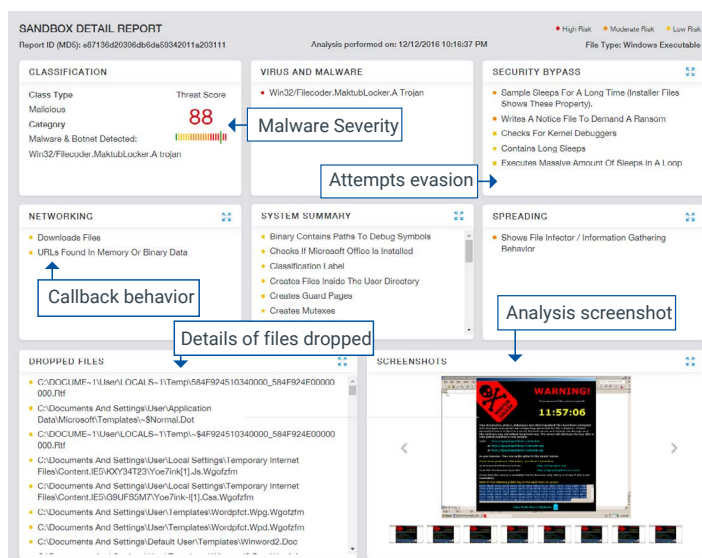 SANDBOX DETAIL REPORT
High Risk Moderate Risk Low Risk
Report ID (MD5): e87136d20396db6da59342011a203111 Analysis performed on: 12/12/2016 10:16:37 PM File Type: Windows Executable
CLASSIFICATION
Class Type Threat Score
Malicious
88
Category
Malware & Botnet Detected:
Win32/Filecoder.MaktubLocker.A trojan
Malware Severity
VIRUS AND MALWARE
Win32/Filecoder.MaktubLocker.A Trojan
SECURITY BYPASS
Sample Sleeps For A Long Time (Installer Files
Shows These Property).
Writes A Notice File To Demand A Ransom
Checks For Kernel Debuggers
Contains Long Sleeps
Executes Massive Amount Of Sleeps In A Loop
Attempts evasion
NETWORKING
Downloads Files
URLs Found In Memory Or Binary Data
Callback behavior
SYSTEM SUMMARY
Binary Contains Paths To Debug Symbols
Checks If Microsoft Office Is Installed
Classification Label
Creates Files Inside The User Directory
Creates Guard Pages
Creates Mutexes
SPREADING
Shows File Infector / Information Gathering
Behavior
Details of files dropped
Analysis screenshot
DROPPED FILES
C:\DOCUME~1\User\LOCALS~1\Temp\584F924510340000_584F924E00000
000.Rtf
C:\Documents And Settings\User\Application
Data\Microsoft\Templates\~$Normal.Dot
C:\DOCUME~1\User\LOCALS~1\Temp\~$4F924510340000_584F924E00000
000.Rtf
C:\Documents And Settings\User\Local Settings\Temporary Internet
Files\Content.IE5\KXY34T23\Yoe7ink[1].Js.Wgofzfm
C:\Documents And Settings\User\Local Settings\Temporary Internet
Files\Content.IE5\G9UFS5M7\Yoe7ink-l[1].Css.Wgofzfm
C:\Documents And Settings\User\Templates\Wordpfct.Wpg.Wgofzfm
C:\Documents And Settings\User\Templates\Wordpfct.Wpd.Wgofzfm
C:\Documents And Settings\Default User\Templates\Winword2.Doc
SCREENSHOTS
WARNING!
11:57:06